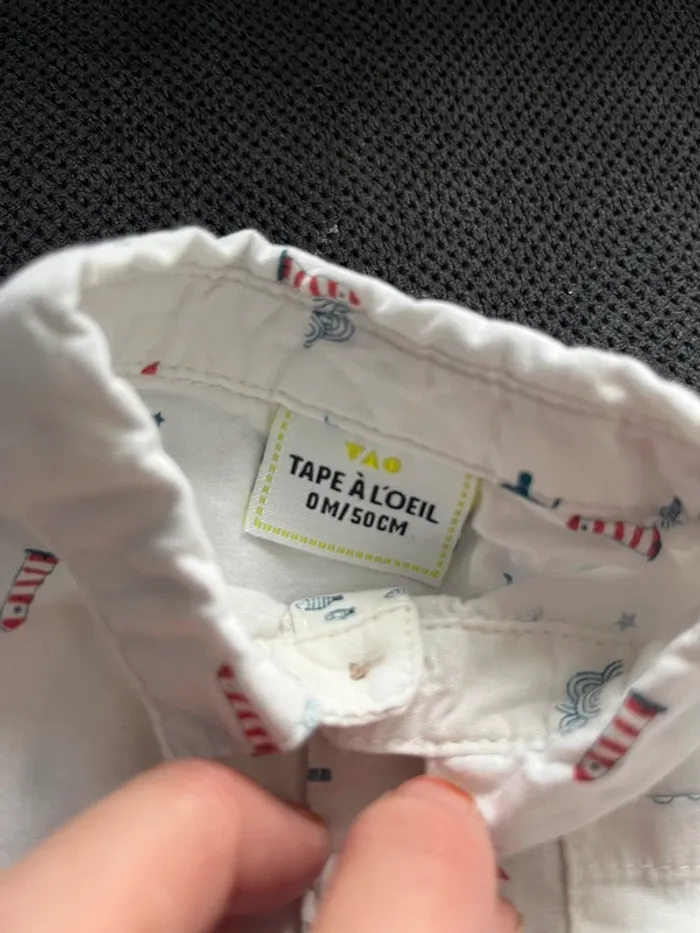 TAO
TAPE À L'OEIL
0M/50CM